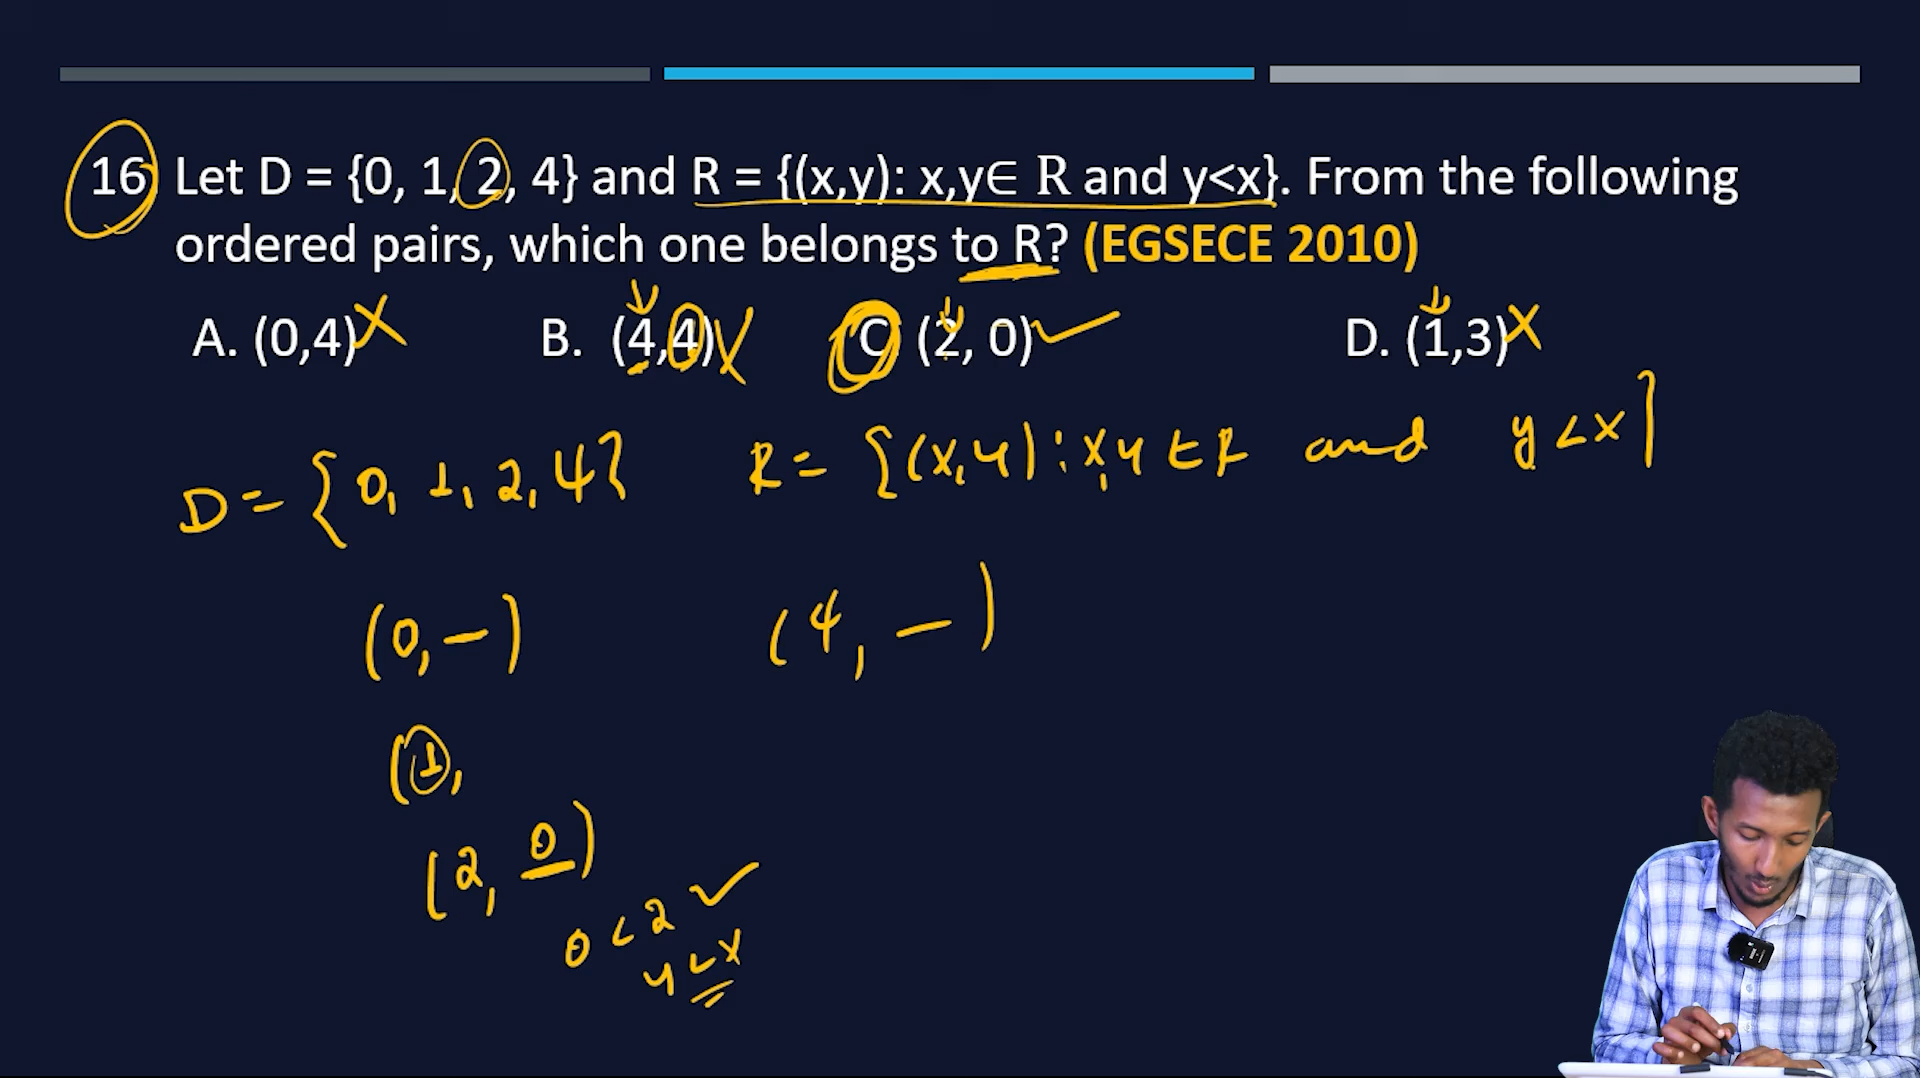 16. Let D = {0, 1, 2, 4} and R = {(x,y): x,y∈ ℝ and y<x}. From the following
ordered pairs, which one belongs to R? (EGSECE 2010)
A. (0,4) X B. (4,4) X C (2, 0) ✓ D. (1,3) X
D = {0, 1, 2, 4} R = {(x,y) : x,y ∈ R and y < x}
(0, –) (4, –)
(1,
(2, 0)
0 < 2 ✓
y < x